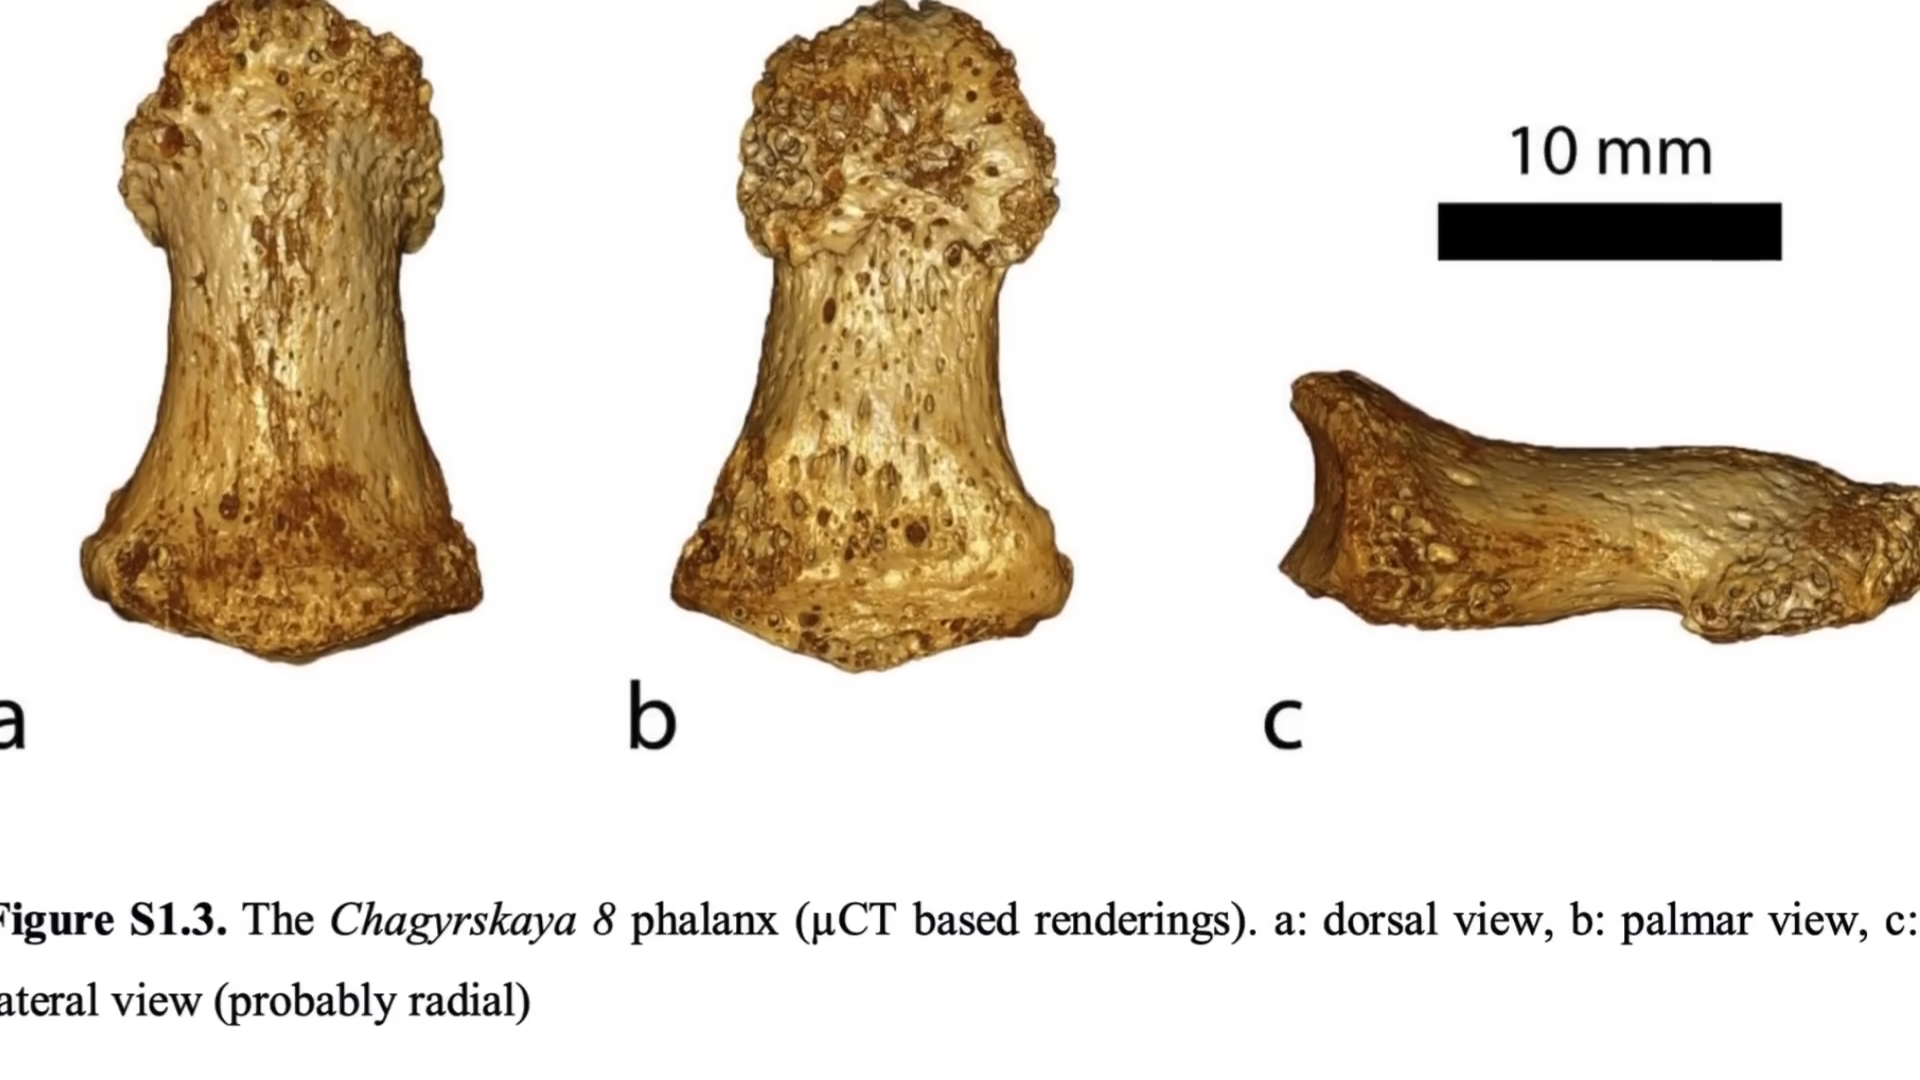 10 mm
a
b
c
Figure S1.3. The Chagyrskaya 8 phalanx (μCT based renderings). a: dorsal view, b: palmar view, c:
ateral view (probably radial)